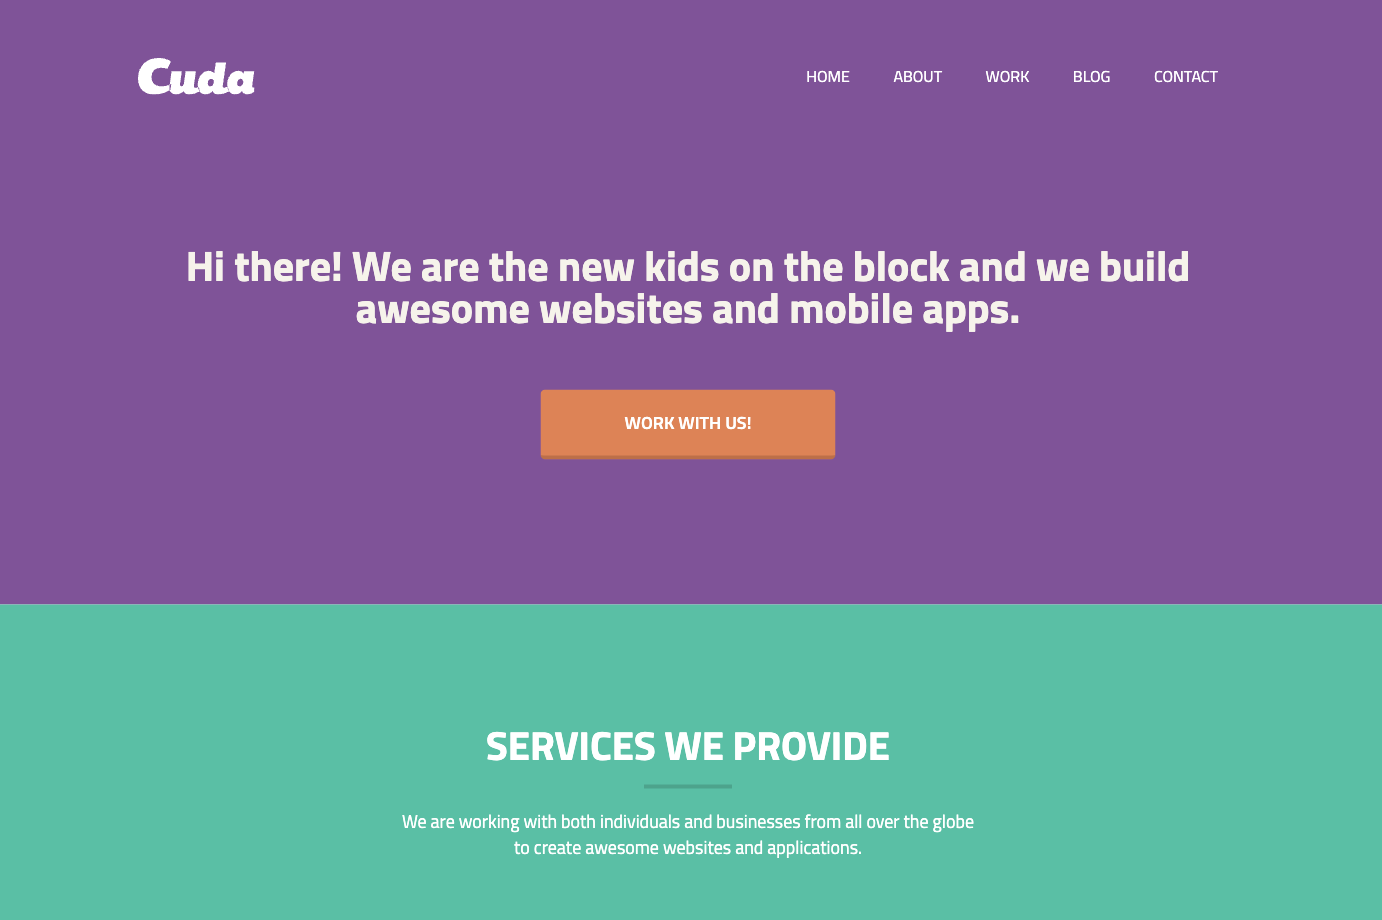 Cuda
HOME ABOUT WORK BLOG CONTACT
Hi there! We are the new kids on the block and we build
awesome websites and mobile apps.
WORK WITH US!
SERVICES WE PROVIDE
We are working with both individuals and businesses from all over the globe
to create awesome websites and applications.